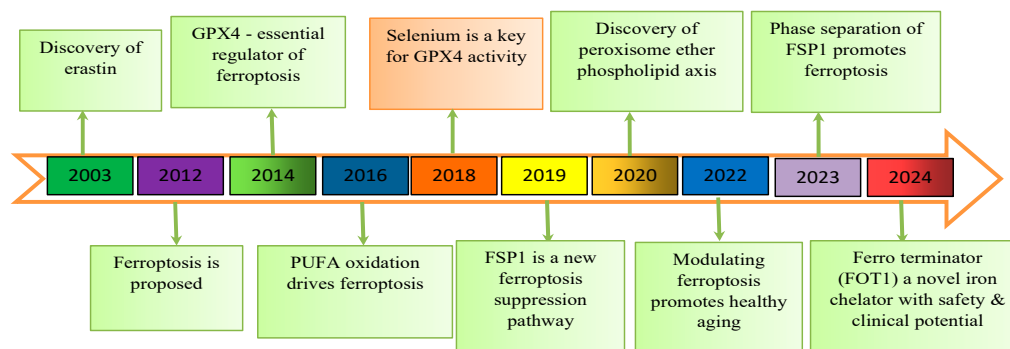 Discovery of
erastin
GPX4 - essential
regulator of
ferroptosis
Selenium is a key
for GPX4 activity
Discovery of
peroxisome ether
phospholipid axis
Phase separation of
FSP1 promotes
ferroptosis
2003
2012
2014
2016
2018
2019
2020
2022
2023
2024
Ferroptosis is
proposed
PUFA oxidation
drives ferroptosis
FSP1 is a new
ferroptosis
suppression
pathway
Modulating
ferroptosis
promotes healthy
aging
Ferro terminator
(FOT1) a novel iron
chelator with safety &
clinical potential